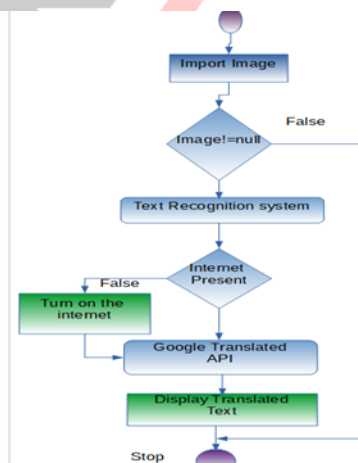 Import Image
False
Image!=null
Text Recognition system
Internet
Present
False
Turn on the
internet
Google Translated
API
Display Translated
Text
Stop